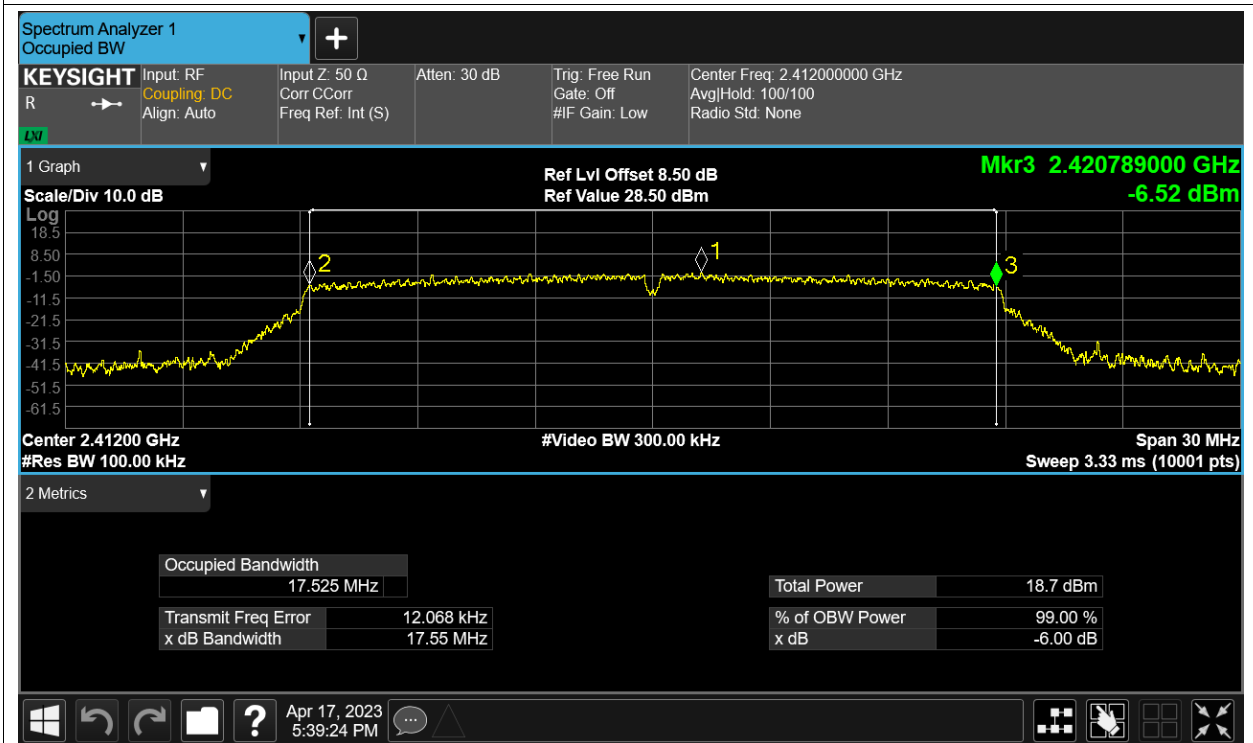 Spectrum Analyzer 1
Occupied BW
KEYSIGHT
R
LXI
Input: RF
Coupling: DC
Align: Auto
Input Z: 50 Ω
Corr CCorr
Freq Ref: Int (S)
Atten: 30 dB
Trig: Free Run
Gate: Off
#IF Gain: Low
Center Freq: 2.412000000 GHz
Avg|Hold: 100/100
Radio Std: None
1 Graph
Scale/Div 10.0 dB
Ref Lvl Offset 8.50 dB
Ref Value 28.50 dBm
Mkr3 2.420789000 GHz
-6.52 dBm
Log
18.5
8.50
-1.50
-11.5
-21.5
-31.5
-41.5
-51.5
-61.5
2
1
3
Center 2.41200 GHz
#Video BW 300.00 kHz
Span 30 MHz
#Res BW 100.00 kHz
Sweep 3.33 ms (10001 pts)
2 Metrics
Occupied Bandwidth
17.525 MHz
Transmit Freq Error 12.068 kHz
x dB Bandwidth 17.55 MHz
Total Power 18.7 dBm
% of OBW Power 99.00 %
x dB -6.00 dB
?
Apr 17, 2023
5:39:24 PM